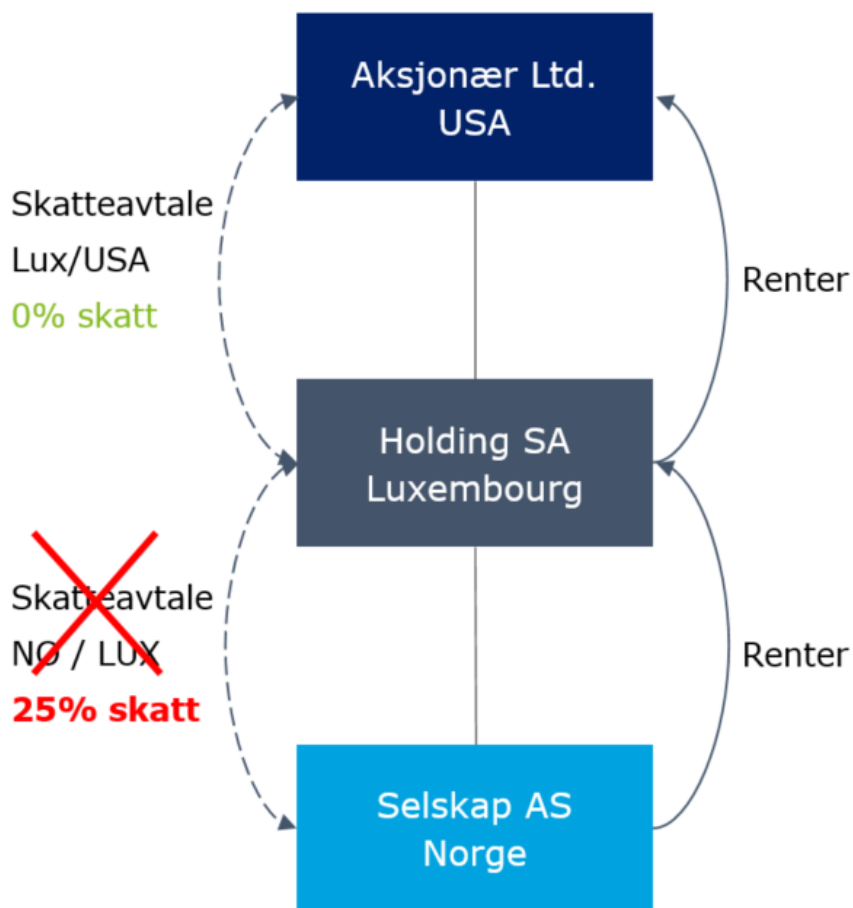 Aksjonær Ltd.
USA
Skatteavtale
Lux/USA
0% skatt
Renter
Holding SA
Luxembourg
Skatteavtale
NO / LUX
25% skatt
Renter
Selskap AS
Norge